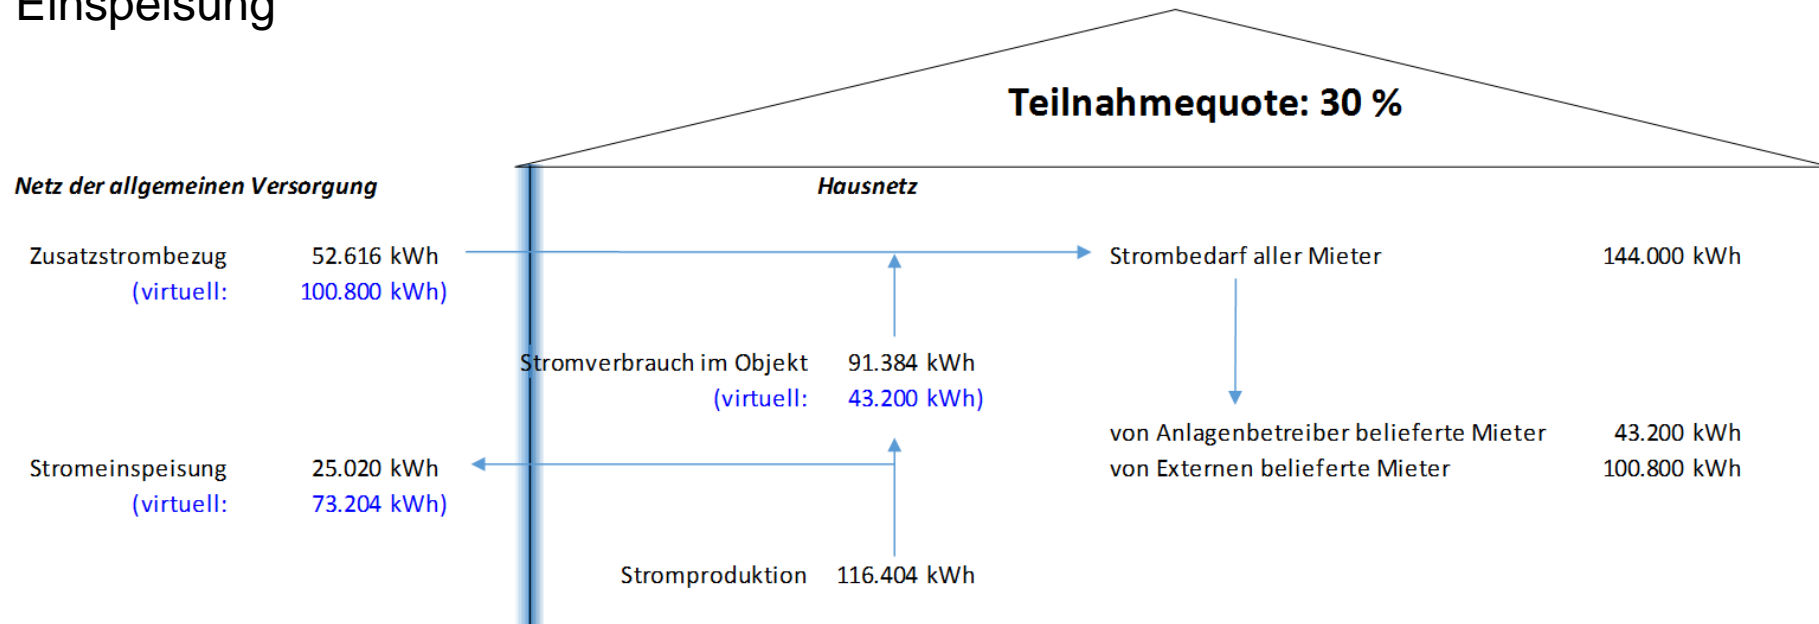 Einspeisung
Teilnahmequote: 30 %
Netz der allgemeinen Versorgung
Hausnetz
Zusatzstrombezug 52.616 kWh
(virtuell: 100.800 kWh)
Strombedarf aller Mieter 144.000 kWh
Stromverbrauch im Objekt 91.384 kWh
(virtuell: 43.200 kWh)
von Anlagenbetreiber belieferte Mieter 43.200 kWh
von Externen belieferte Mieter 100.800 kWh
Stromeinspeisung 25.020 kWh
(virtuell: 73.204 kWh)
Stromproduktion 116.404 kWh